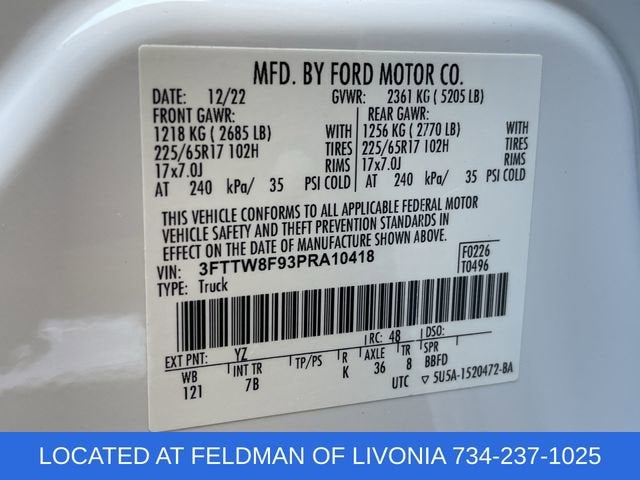 MFD. BY FORD MOTOR CO.
DATE: 12/22 GVWR: 2361 KG ( 5205 LB)
FRONT GAWR: REAR GAWR:
1218 KG ( 2685 LB) WITH 1256 KG ( 2770 LB) WITH
225/65R17 102H TIRES 225/65R17 102H TIRES
17x7.0J RIMS 17x7.0J RIMS
AT 240 kPa/ 35 PSI COLD AT 240 kPa/ 35 PSI COLD
THIS VEHICLE CONFORMS TO ALL APPLICABLE FEDERAL MOTOR
VEHICLE SAFETY AND THEFT PREVENTION STANDARDS IN
EFFECT ON THE DATE OF MANUFACTURE SHOWN ABOVE.
VIN: 3FTTW8F93PRA10418 F0226
TYPE: Truck T0496
EXT PNT: YZ RC: 48 DSO:
WB INT TR TP/PS R AXLE TR SPR
121 7B K 36 8 BBFD
UTC ▽ 5U5A-1520472-BA
LOCATED AT FELDMAN OF LIVONIA 734-237-1025